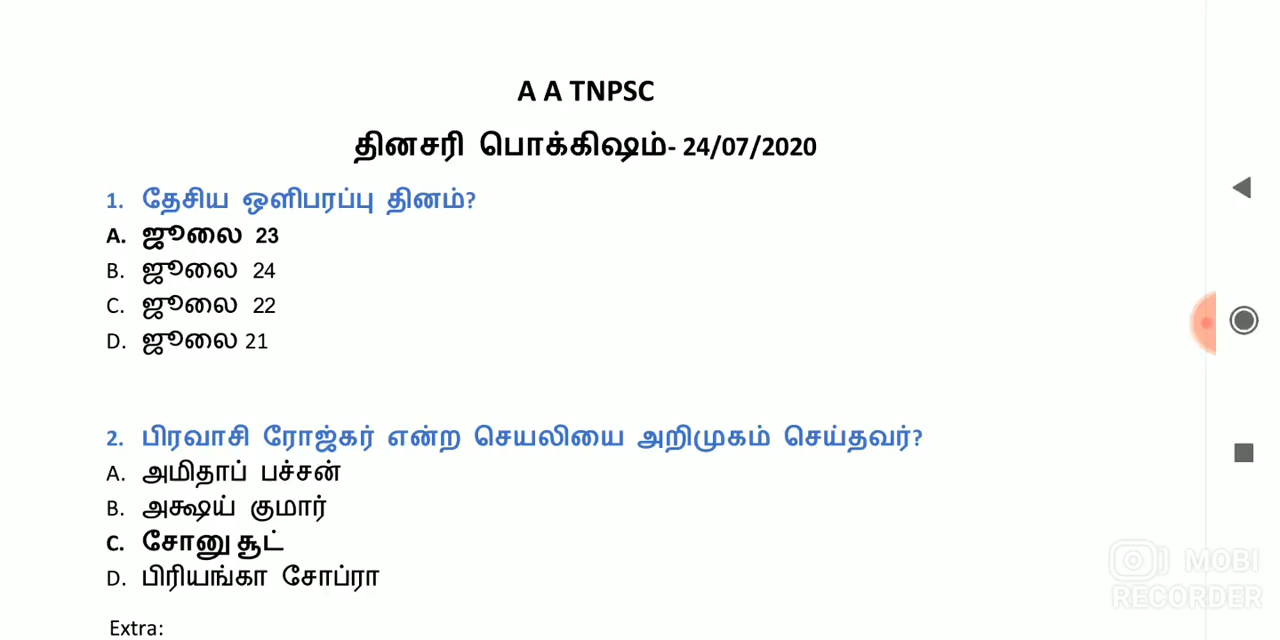 A A TNPSC
தினசரி பொக்கிஷம்- 24/07/2020
1. தேசிய ஒளிபரப்பு தினம்?
A. ஜூலை 23
B. ஜூலை 24
C. ஜூலை 22
D. ஜூலை 21
2. பிரவாசி ரோஜ்கர் என்ற செயலியை அறிமுகம் செய்தவர்?
A. அமிதாப் பச்சன்
B. அக்ஷய் குமார்
C. சோனு சூட்
D. பிரியங்கா சோப்ரா
Extra:
MOBI
RECORDER